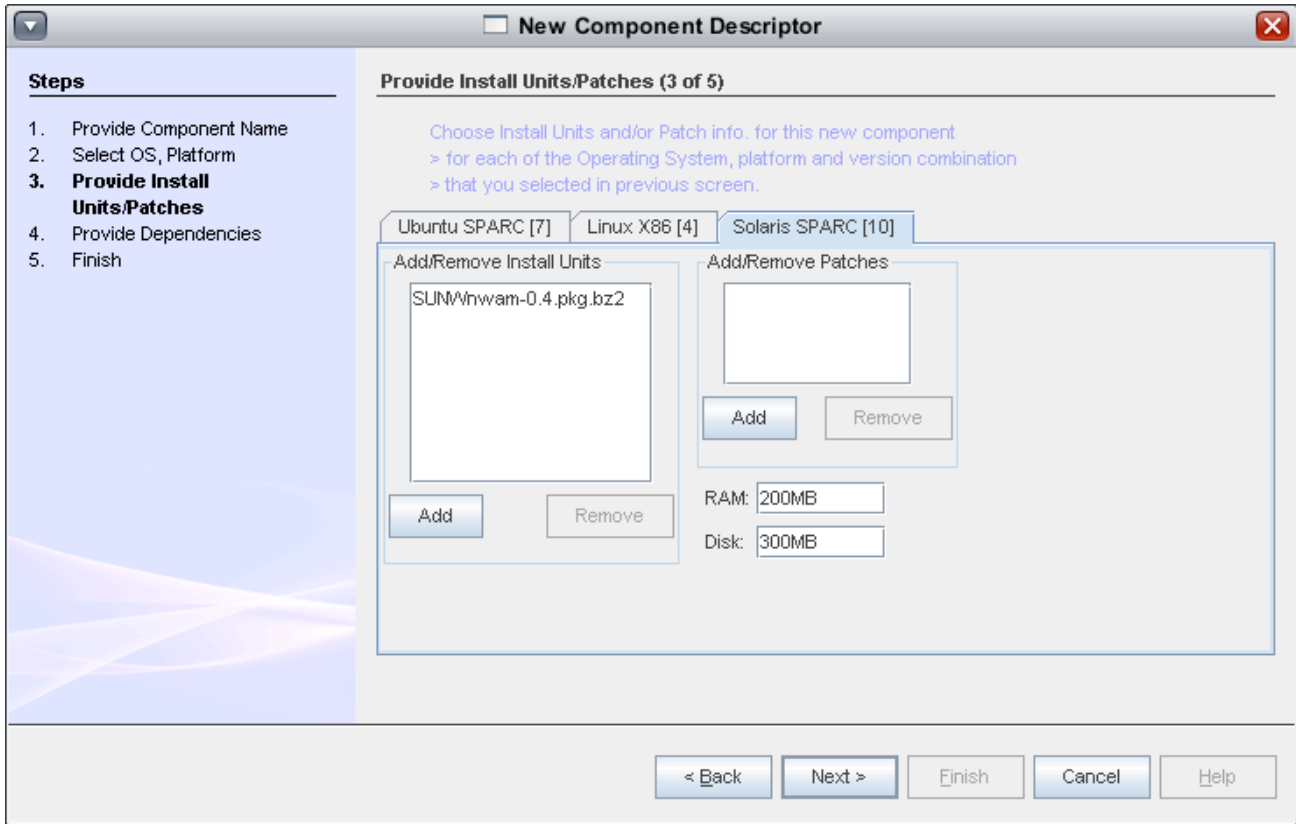 New Component Descriptor
Steps
1. Provide Component Name
2. Select OS, Platform
3. Provide Install
Units/Patches
4. Provide Dependencies
5. Finish
Provide Install Units/Patches (3 of 5)
Choose Install Units and/or Patch info. for this new component
> for each of the Operating System, platform and version combination
> that you selected in previous screen.
Ubuntu SPARC [7] Linux X86 [4] Solaris SPARC [10]
Add/Remove Install Units
SUNWnwam-0.4.pkg.bz2
Add Remove
Add/Remove Patches
Add Remove
RAM: 200MB
Disk: 300MB
< Back Next > Finish Cancel Help